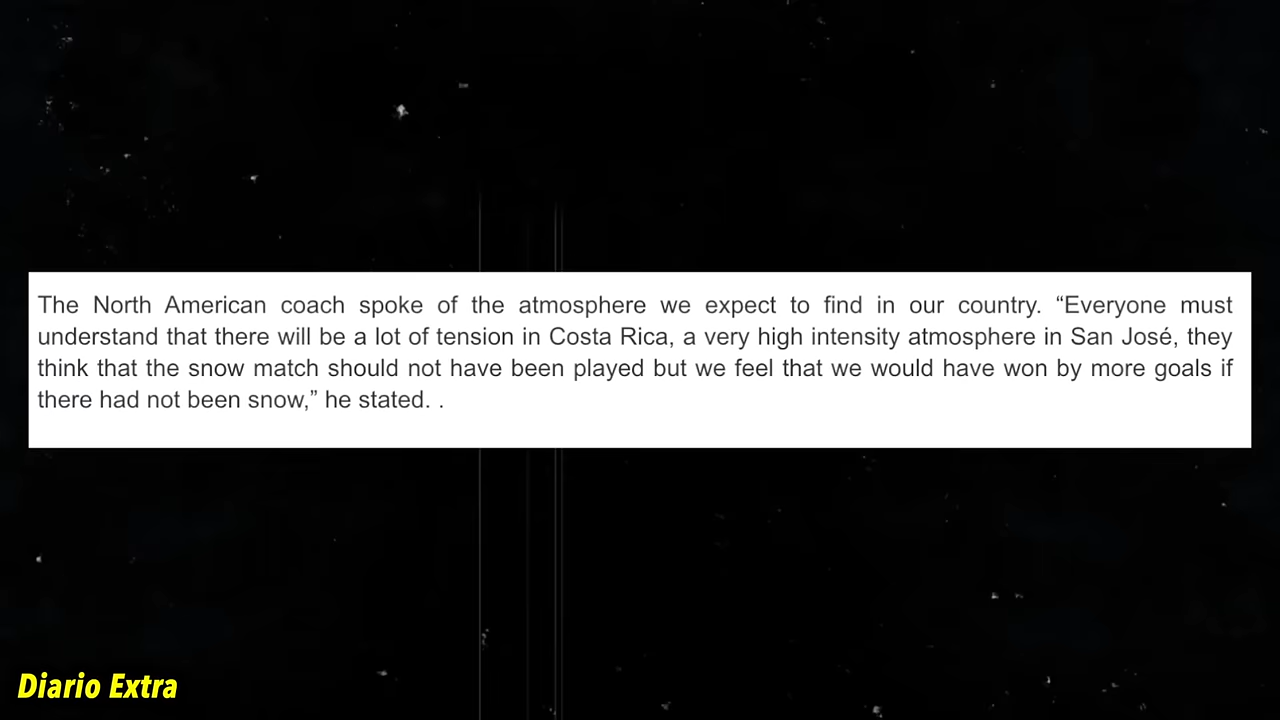 The North American coach spoke of the atmosphere we expect to find in our country. “Everyone must
understand that there will be a lot of tension in Costa Rica, a very high intensity atmosphere in San José, they
think that the snow match should not have been played but we feel that we would have won by more goals if
there had not been snow,” he stated. .
Diario Extra